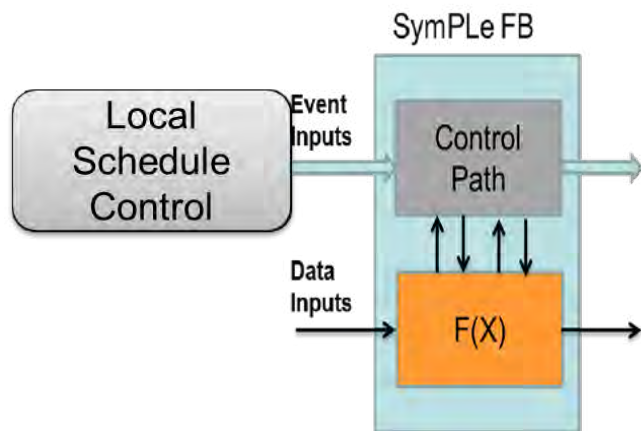 SymPLe FB
Local
Schedule
Control
Event
Inputs
Control
Path
Data
Inputs
F(X)